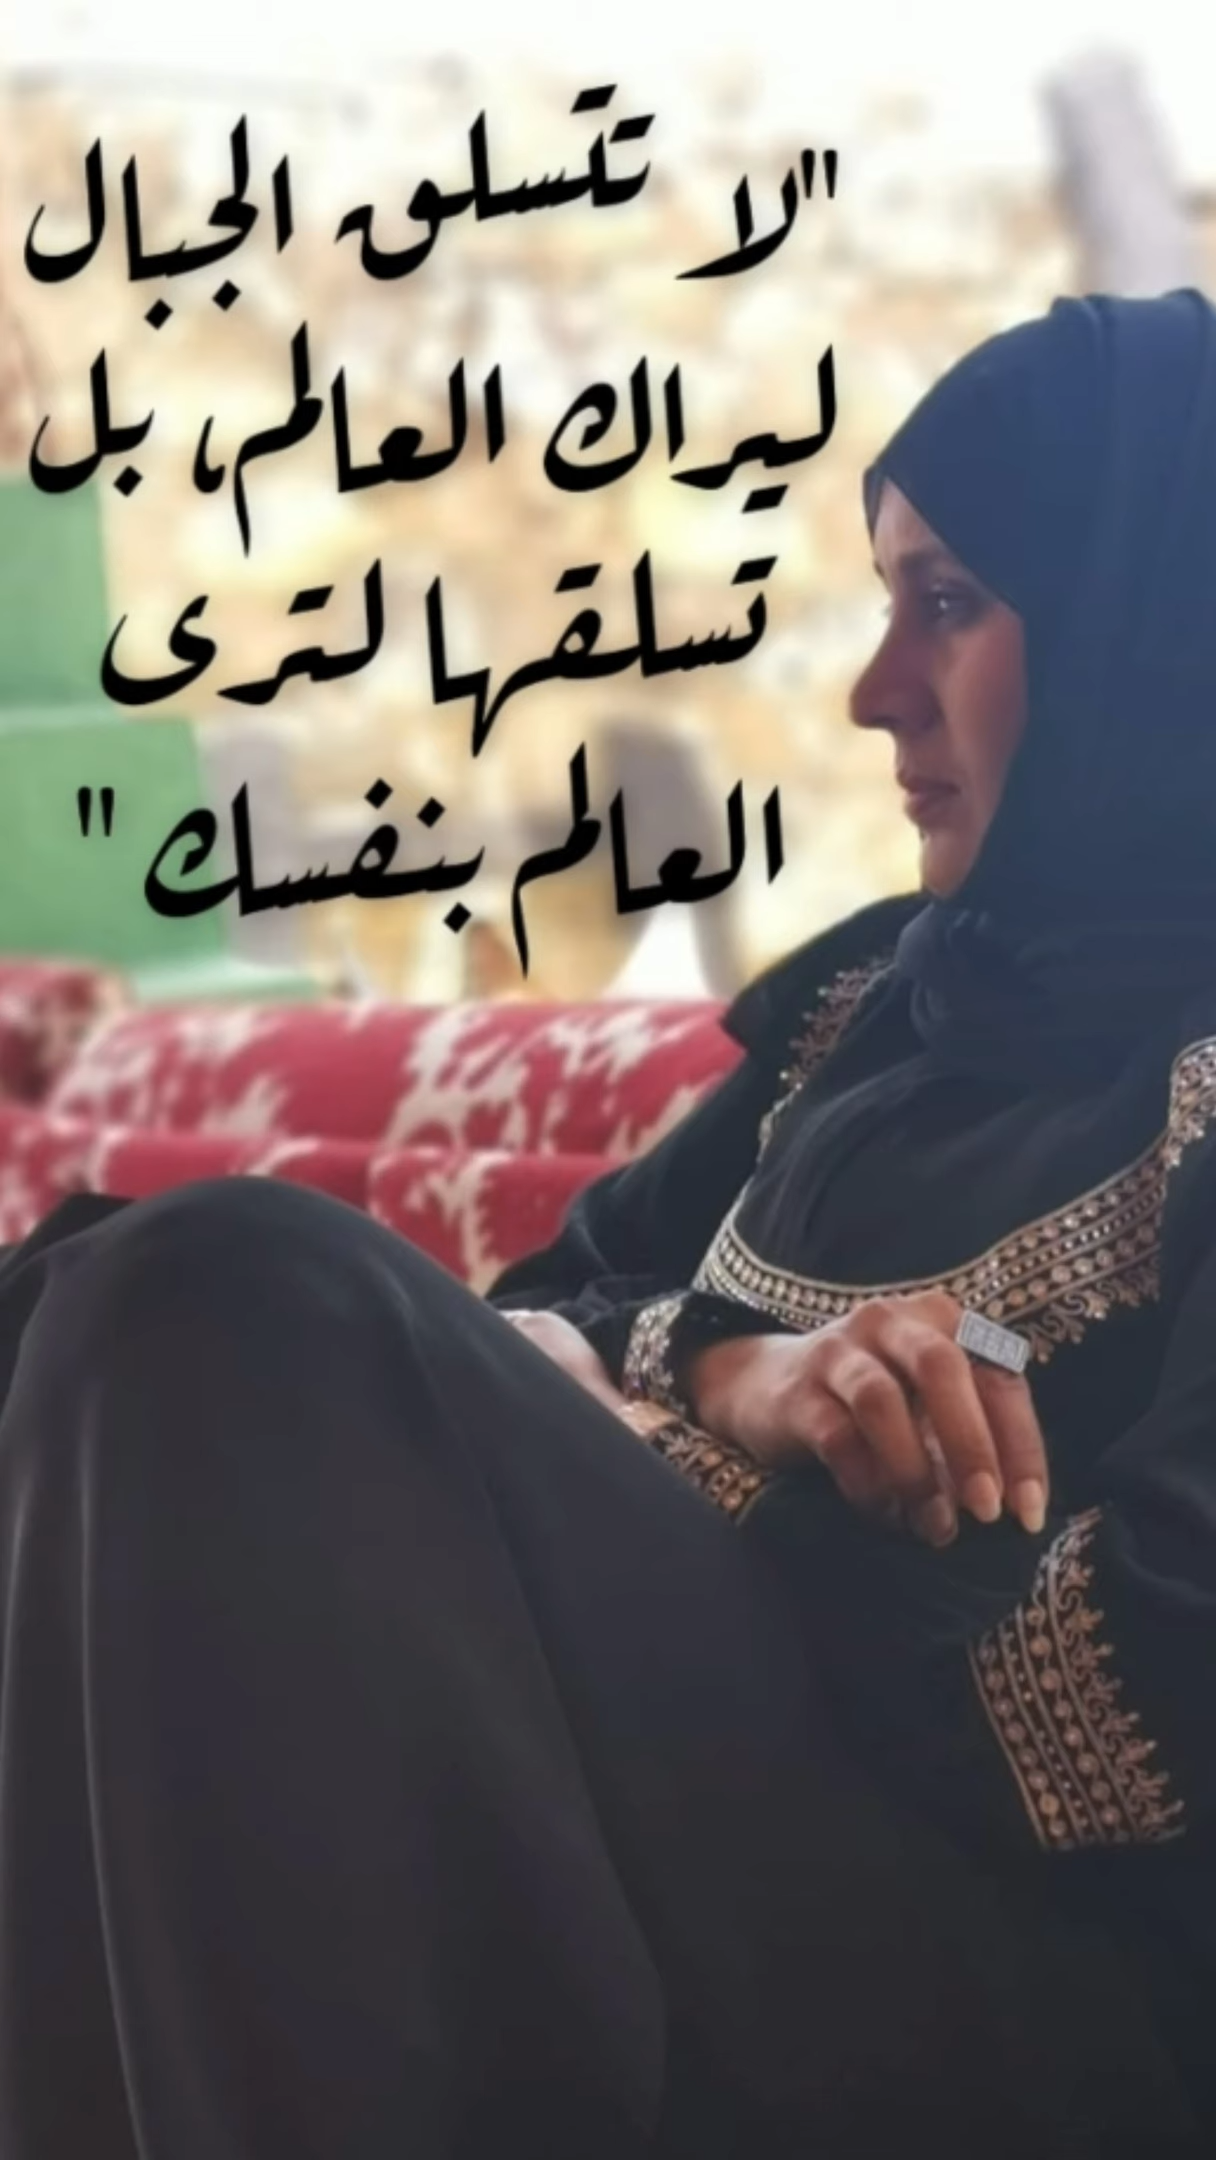 "لا تتسلق الجبال
ليراك العالم، بل
تسلقها لترى
العالم بنفسك"